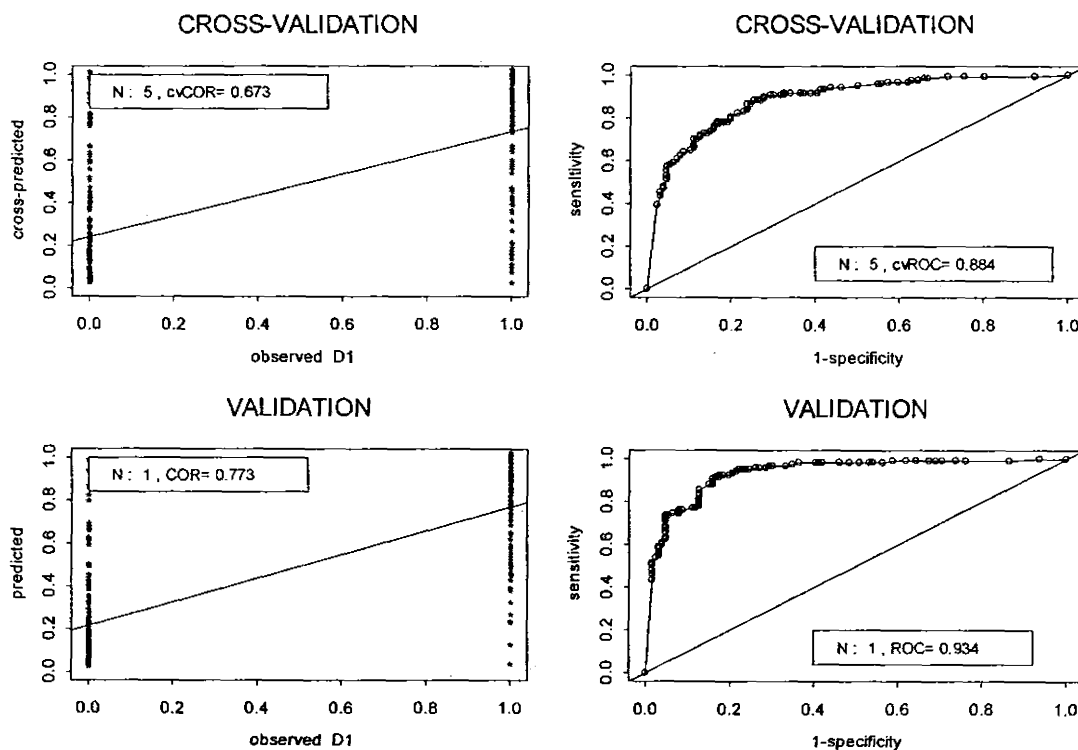 CROSS-VALIDATION
cross-predicted
1.0
0.8
0.6
0.4
0.2
0.0
N : 5 , cvCOR= 0.673
0.0 0.2 0.4 0.6 0.8 1.0
observed D1
CROSS-VALIDATION
sensitivity
1.0
0.8
0.6
0.4
0.2
0.0
N : 5 , cvROC= 0.884
0.0 0.2 0.4 0.6 0.8 1.0
1-specificity
VALIDATION
predicted
1.0
0.8
0.6
0.4
0.2
0.0
N : 1 , COR= 0.773
0.0 0.2 0.4 0.6 0.8 1.0
observed D1
VALIDATION
sensitivity
1.0
0.8
0.6
0.4
0.2
0.0
N : 1 , ROC= 0.934
0.0 0.2 0.4 0.6 0.8 1.0
1-specificity